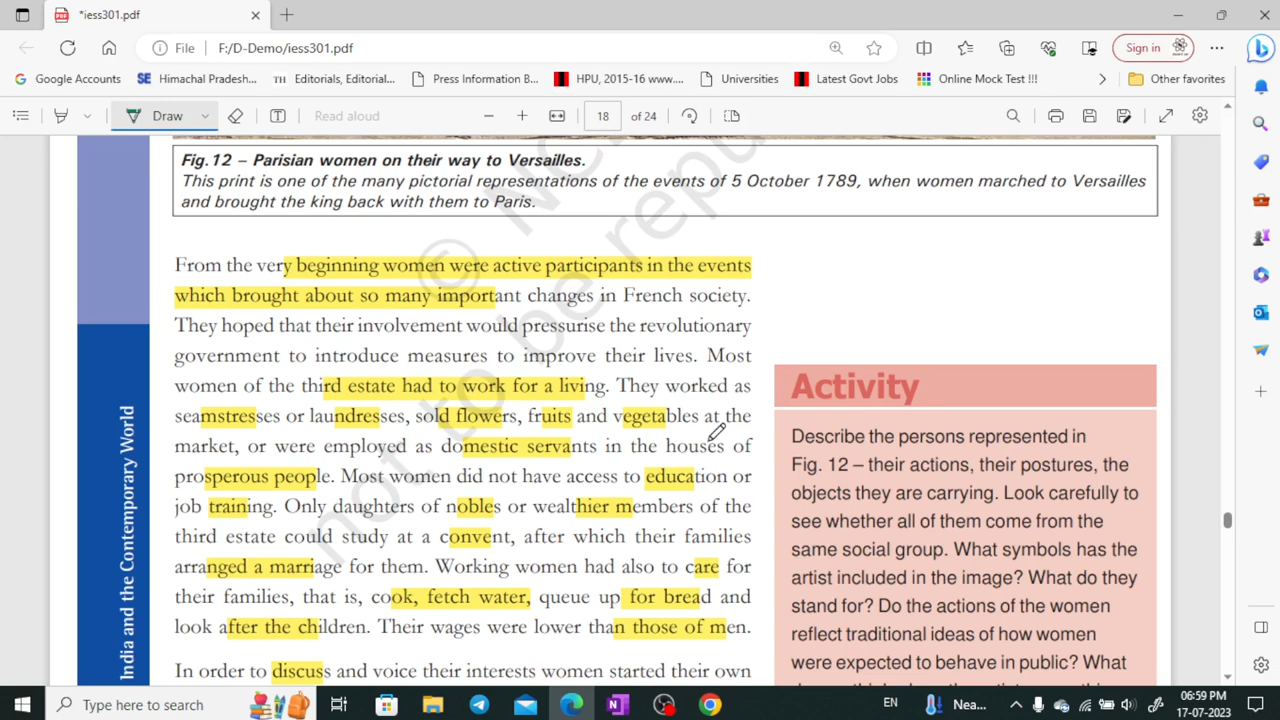 *iess301.pdf
File F:/D-Demo/iess301.pdf
Sign in
Google Accounts
SE Himachal Pradesh...
TH Editorials, Editorial...
Press Information B...
HPU, 2015-16 www....
Universities
Latest Govt Jobs
Online Mock Test !!!
Other favorites
Draw
Read aloud
18 of 24
Fig.12 – Parisian women on their way to Versailles.
This print is one of the many pictorial representations of the events of 5 October 1789, when women marched to Versailles
and brought the king back with them to Paris.
From the very beginning women were active participants in the events
which brought about so many important changes in French society.
They hoped that their involvement would pressurise the revolutionary
government to introduce measures to improve their lives. Most
women of the third estate had to work for a living. They worked as
seamstresses or laundresses, sold flowers, fruits and vegetables at the
market, or were employed as domestic servants in the houses of
prosperous people. Most women did not have access to education or
job training. Only daughters of nobles or wealthier members of the
third estate could study at a convent, after which their families
arranged a marriage for them. Working women had also to care for
their families, that is, cook, fetch water, queue up for bread and
look after the children. Their wages were lower than those of men.
In order to discuss and voice their interests women started their own
Activity
Describe the persons represented in
Fig. 12 – their actions, their postures, the
objects they are carrying. Look carefully to
see whether all of them come from the
same social group. What symbols has the
artist included in the image? What do they
stand for? Do the actions of the women
reflect traditional ideas of how women
were expected to behave in public? What
India and the Contemporary World
not to be repu
© NC
Type here to search
EN
Nea...
06:59 PM
17-07-2023